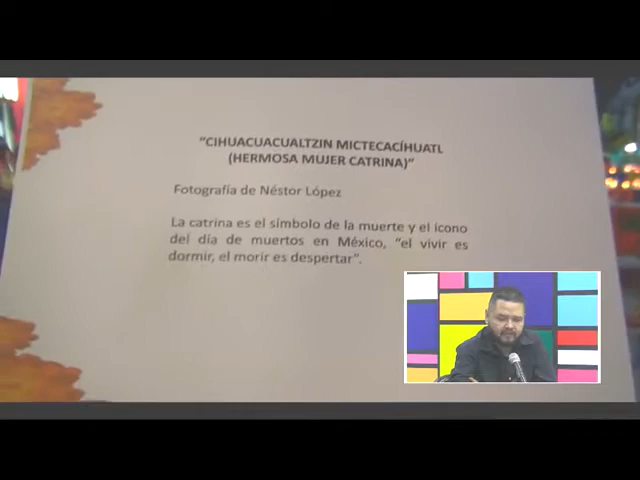 "CIHUACUACUALTZIN MICTECACÍHUATL
(HERMOSA MUJER CATRINA)"
Fotografía de Néstor López
La catrina es el símbolo de la muerte y el icono
del día de muertos en México, "el vivir es
dormir, el morir es despertar".